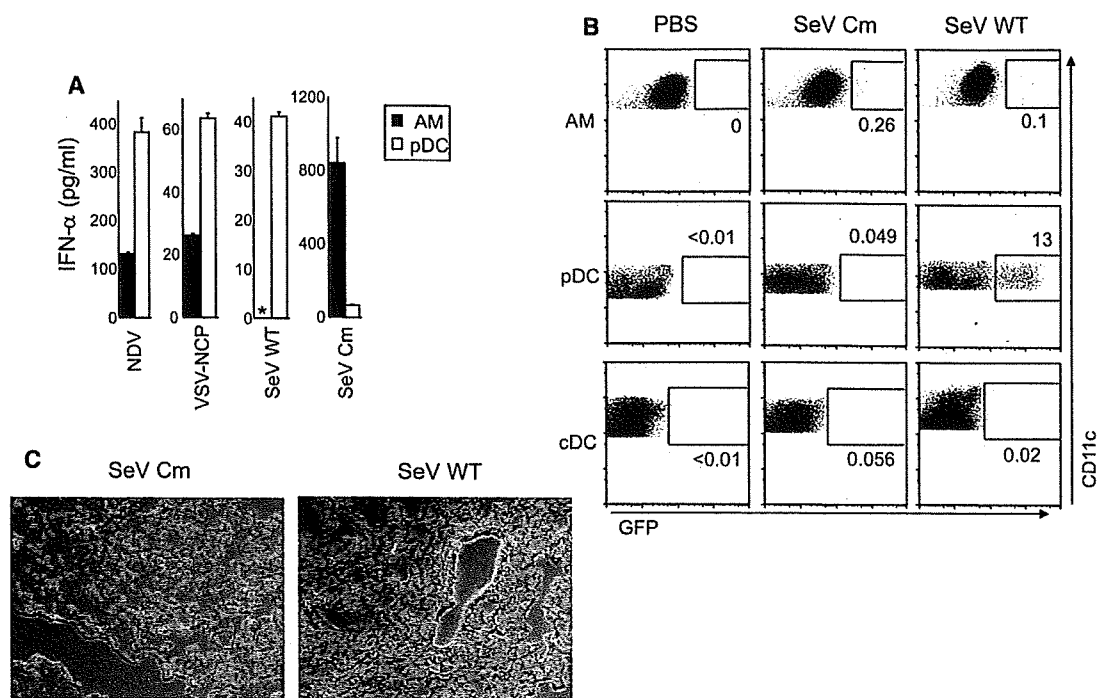 A
IFN-α (pg/ml)
400
300
200
100
0
60
40
20
0
40
30
20
10
0
*
1200
800
400
0
AM
pDC
NDV
VSV-NCP
SeV WT
SeV Cm
B
PBS
SeV Cm
SeV WT
AM
0
0.26
0.1
pDC
<0.01
0.049
13
cDC
<0.01
0.056
0.02
GFP
CD11c
C
SeV Cm
SeV WT